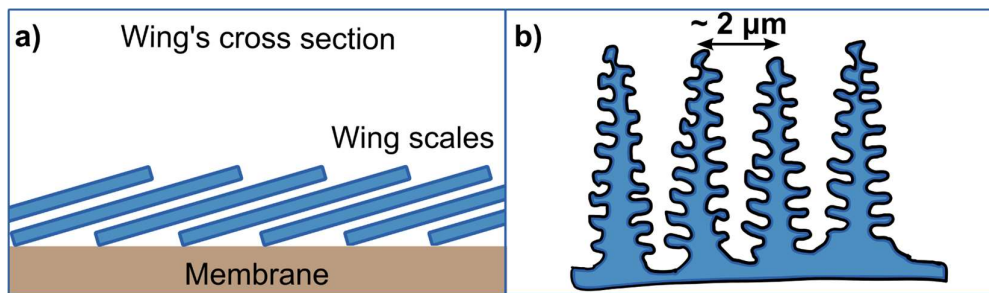 a)
Wing's cross section
Wing scales
Membrane
b)
~ 2 µm